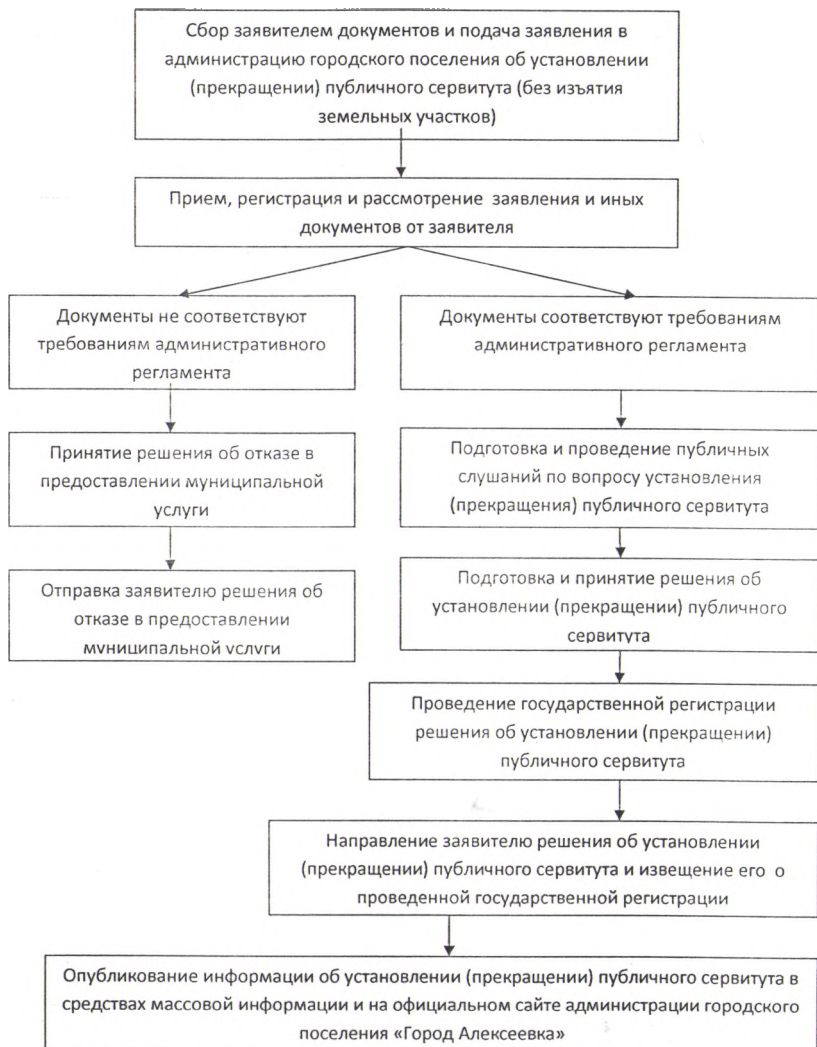 Сбор заявителем документов и подача заявления в
администрацию городского поселения об установлении
(прекращении) публичного сервитута (без изъятия
земельных участков)
Прием, регистрация и рассмотрение заявления и иных
документов от заявителя
Документы не соответствуют
требованиям административного
регламента
Документы соответствуют требованиям
административного регламента
Принятие решения об отказе в
предоставлении муниципальной
услуги
Подготовка и проведение публичных
слушаний по вопросу установления
(прекращения) публичного сервитута
Отправка заявителю решения об
отказе в предоставлении
муниципальной услуги
Подготовка и принятие решения об
установлении (прекращении) публичного
сервитута
Проведение государственной регистрации
решения об установлении (прекращении)
публичного сервитута
Направление заявителю решения об установлении
(прекращении) публичного сервитута и извещение его о
проведенной государственной регистрации
Опубликование информации об установлении (прекращении) публичного сервитута в
средствах массовой информации и на официальном сайте администрации городского
поселения «Город Алексеевка»